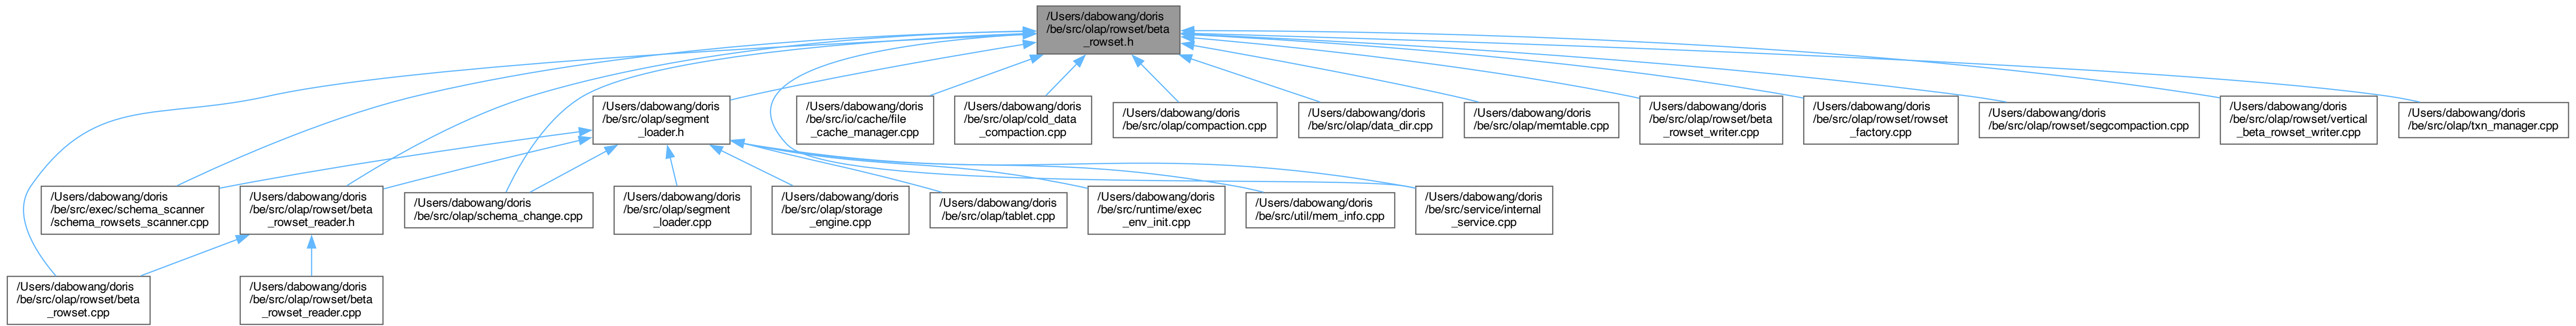 /Users/dabowang/doris
/be/src/olap/rowset/beta
_rowset.h
/Users/dabowang/doris
/be/src/olap/segment
_loader.h
/Users/dabowang/doris
/be/src/io/cache/file
_cache_manager.cpp
/Users/dabowang/doris
/be/src/olap/cold_data
_compaction.cpp
/Users/dabowang/doris
/be/src/olap/compaction.cpp
/Users/dabowang/doris
/be/src/olap/data_dir.cpp
/Users/dabowang/doris
/be/src/olap/memtable.cpp
/Users/dabowang/doris
/be/src/olap/rowset/beta
_rowset_writer.cpp
/Users/dabowang/doris
/be/src/olap/rowset/rowset
_factory.cpp
/Users/dabowang/doris
/be/src/olap/rowset/segcompaction.cpp
/Users/dabowang/doris
/be/src/olap/rowset/vertical
_beta_rowset_writer.cpp
/Users/dabowang/doris
/be/src/olap/txn_manager.cpp
/Users/dabowang/doris
/be/src/exec/schema_scanner
/schema_rowsets_scanner.cpp
/Users/dabowang/doris
/be/src/olap/rowset/beta
_rowset_reader.h
/Users/dabowang/doris
/be/src/olap/schema_change.cpp
/Users/dabowang/doris
/be/src/olap/segment
_loader.cpp
/Users/dabowang/doris
/be/src/olap/storage
_engine.cpp
/Users/dabowang/doris
/be/src/olap/tablet.cpp
/Users/dabowang/doris
/be/src/runtime/exec
_env_init.cpp
/Users/dabowang/doris
/be/src/util/mem_info.cpp
/Users/dabowang/doris
/be/src/service/internal
_service.cpp
/Users/dabowang/doris
/be/src/olap/rowset/beta
_rowset.cpp
/Users/dabowang/doris
/be/src/olap/rowset/beta
_rowset_reader.cpp